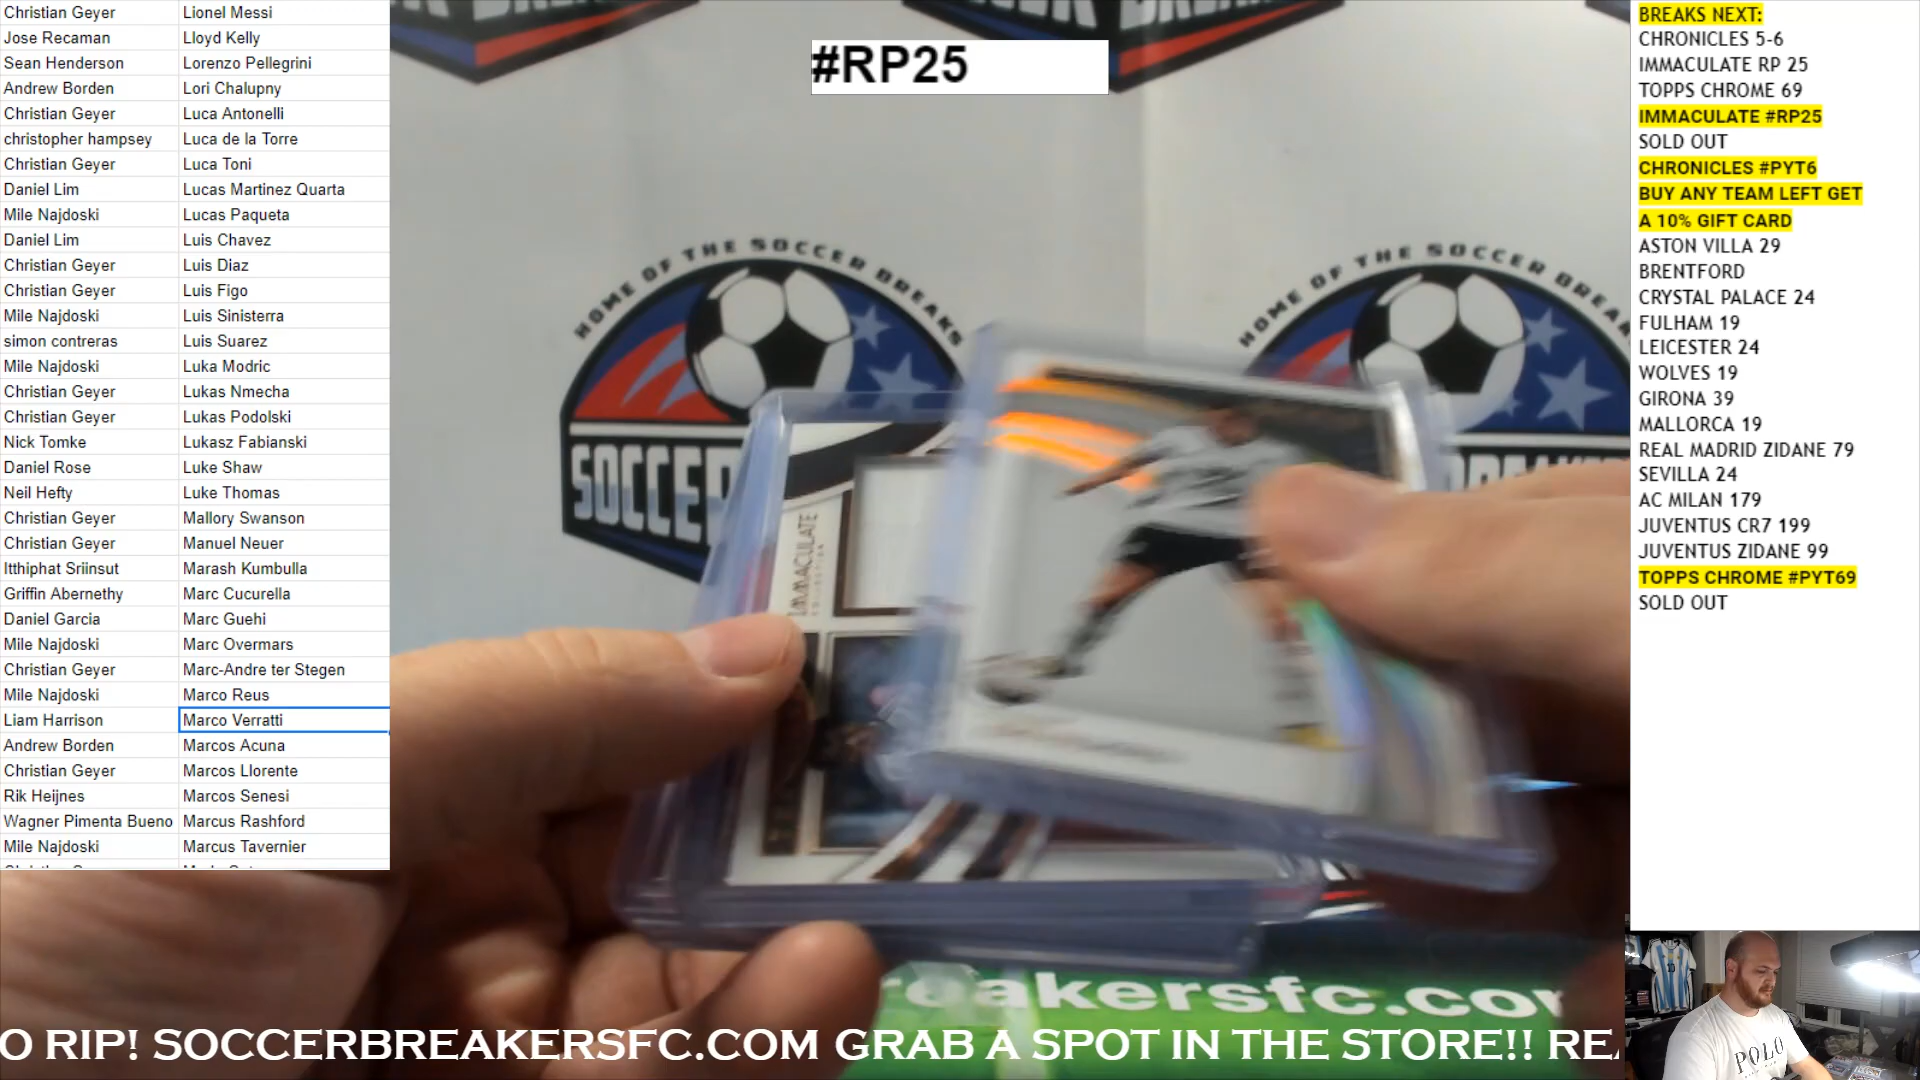 Christian Geyer Lionel Messi
Jose Recaman Lloyd Kelly
Sean Henderson Lorenzo Pellegrini
Andrew Borden Lori Chalupny
Christian Geyer Luca Antonelli
christopher hampsey Luca de la Torre
Christian Geyer Luca Toni
Daniel Lim Lucas Martinez Quarta
Mile Najdoski Lucas Paqueta
Daniel Lim Luis Chavez
Christian Geyer Luis Diaz
Christian Geyer Luis Figo
Mile Najdoski Luis Sinisterra
simon contreras Luis Suarez
Mile Najdoski Luka Modric
Christian Geyer Lukas Nmecha
Christian Geyer Lukas Podolski
Nick Tomke Lukasz Fabianski
Daniel Rose Luke Shaw
Neil Hefty Luke Thomas
Christian Geyer Mallory Swanson
Christian Geyer Manuel Neuer
Itthiphat Sriinsut Marash Kumbulla
Griffin Abernethy Marc Cucurella
Daniel Garcia Marc Guehi
Mile Najdoski Marc Overmars
Christian Geyer Marc-Andre ter Stegen
Mile Najdoski Marco Reus
Liam Harrison Marco Verratti
Andrew Borden Marcos Acuna
Christian Geyer Marcos Llorente
Rik Heijnes Marcos Senesi
Wagner Pimenta Bueno Marcus Rashford
Mile Najdoski Marcus Tavernier
#RP25
HOME OF THE SOCCER BREAKS
SOCCER
HOME OF THE SOCCER BREAKS
IMMACULATE
COLLECTION
reakersfc.com
O RIP! SOCCERBREAKERSFC.COM GRAB A SPOT IN THE STORE!! REA
BREAKS NEXT:
CHRONICLES 5-6
IMMACULATE RP 25
TOPPS CHROME 69
IMMACULATE #RP25
SOLD OUT
CHRONICLES #PYT6
BUY ANY TEAM LEFT GET
A 10% GIFT CARD
ASTON VILLA 29
BRENTFORD
CRYSTAL PALACE 24
FULHAM 19
LEICESTER 24
WOLVES 19
GIRONA 39
MALLORCA 19
REAL MADRID ZIDANE 79
SEVILLA 24
AC MILAN 179
JUVENTUS CR7 199
JUVENTUS ZIDANE 99
TOPPS CHROME #PYT69
SOLD OUT
POLO